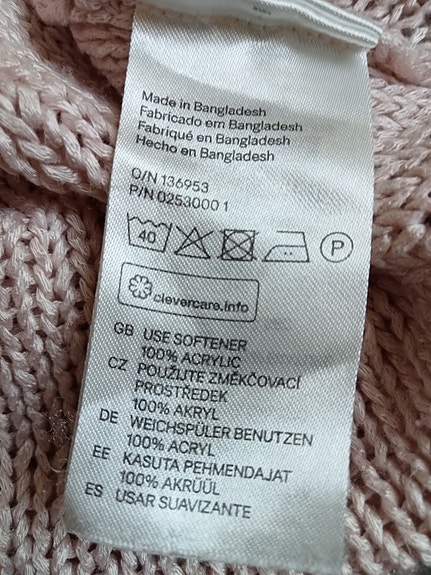 Made in Bangladesh
Fabricado em Bangladesh
Fabriqué en Bangladesh
Hecho en Bangladesh
O/N 136953
P/N 0253000 1
40 P
clevercare.info
GB USE SOFTENER
100% ACRYLIC
CZ POUŽIJTE ZMĚKČOVACÍ
PROSTŘEDEK
100% AKRYL
DE WEICHSPÜLER BENUTZEN
100% ACRYL
EE KASUTA PEHMENDAJAT
100% AKRÜÜL
ES USAR SUAVIZANTE